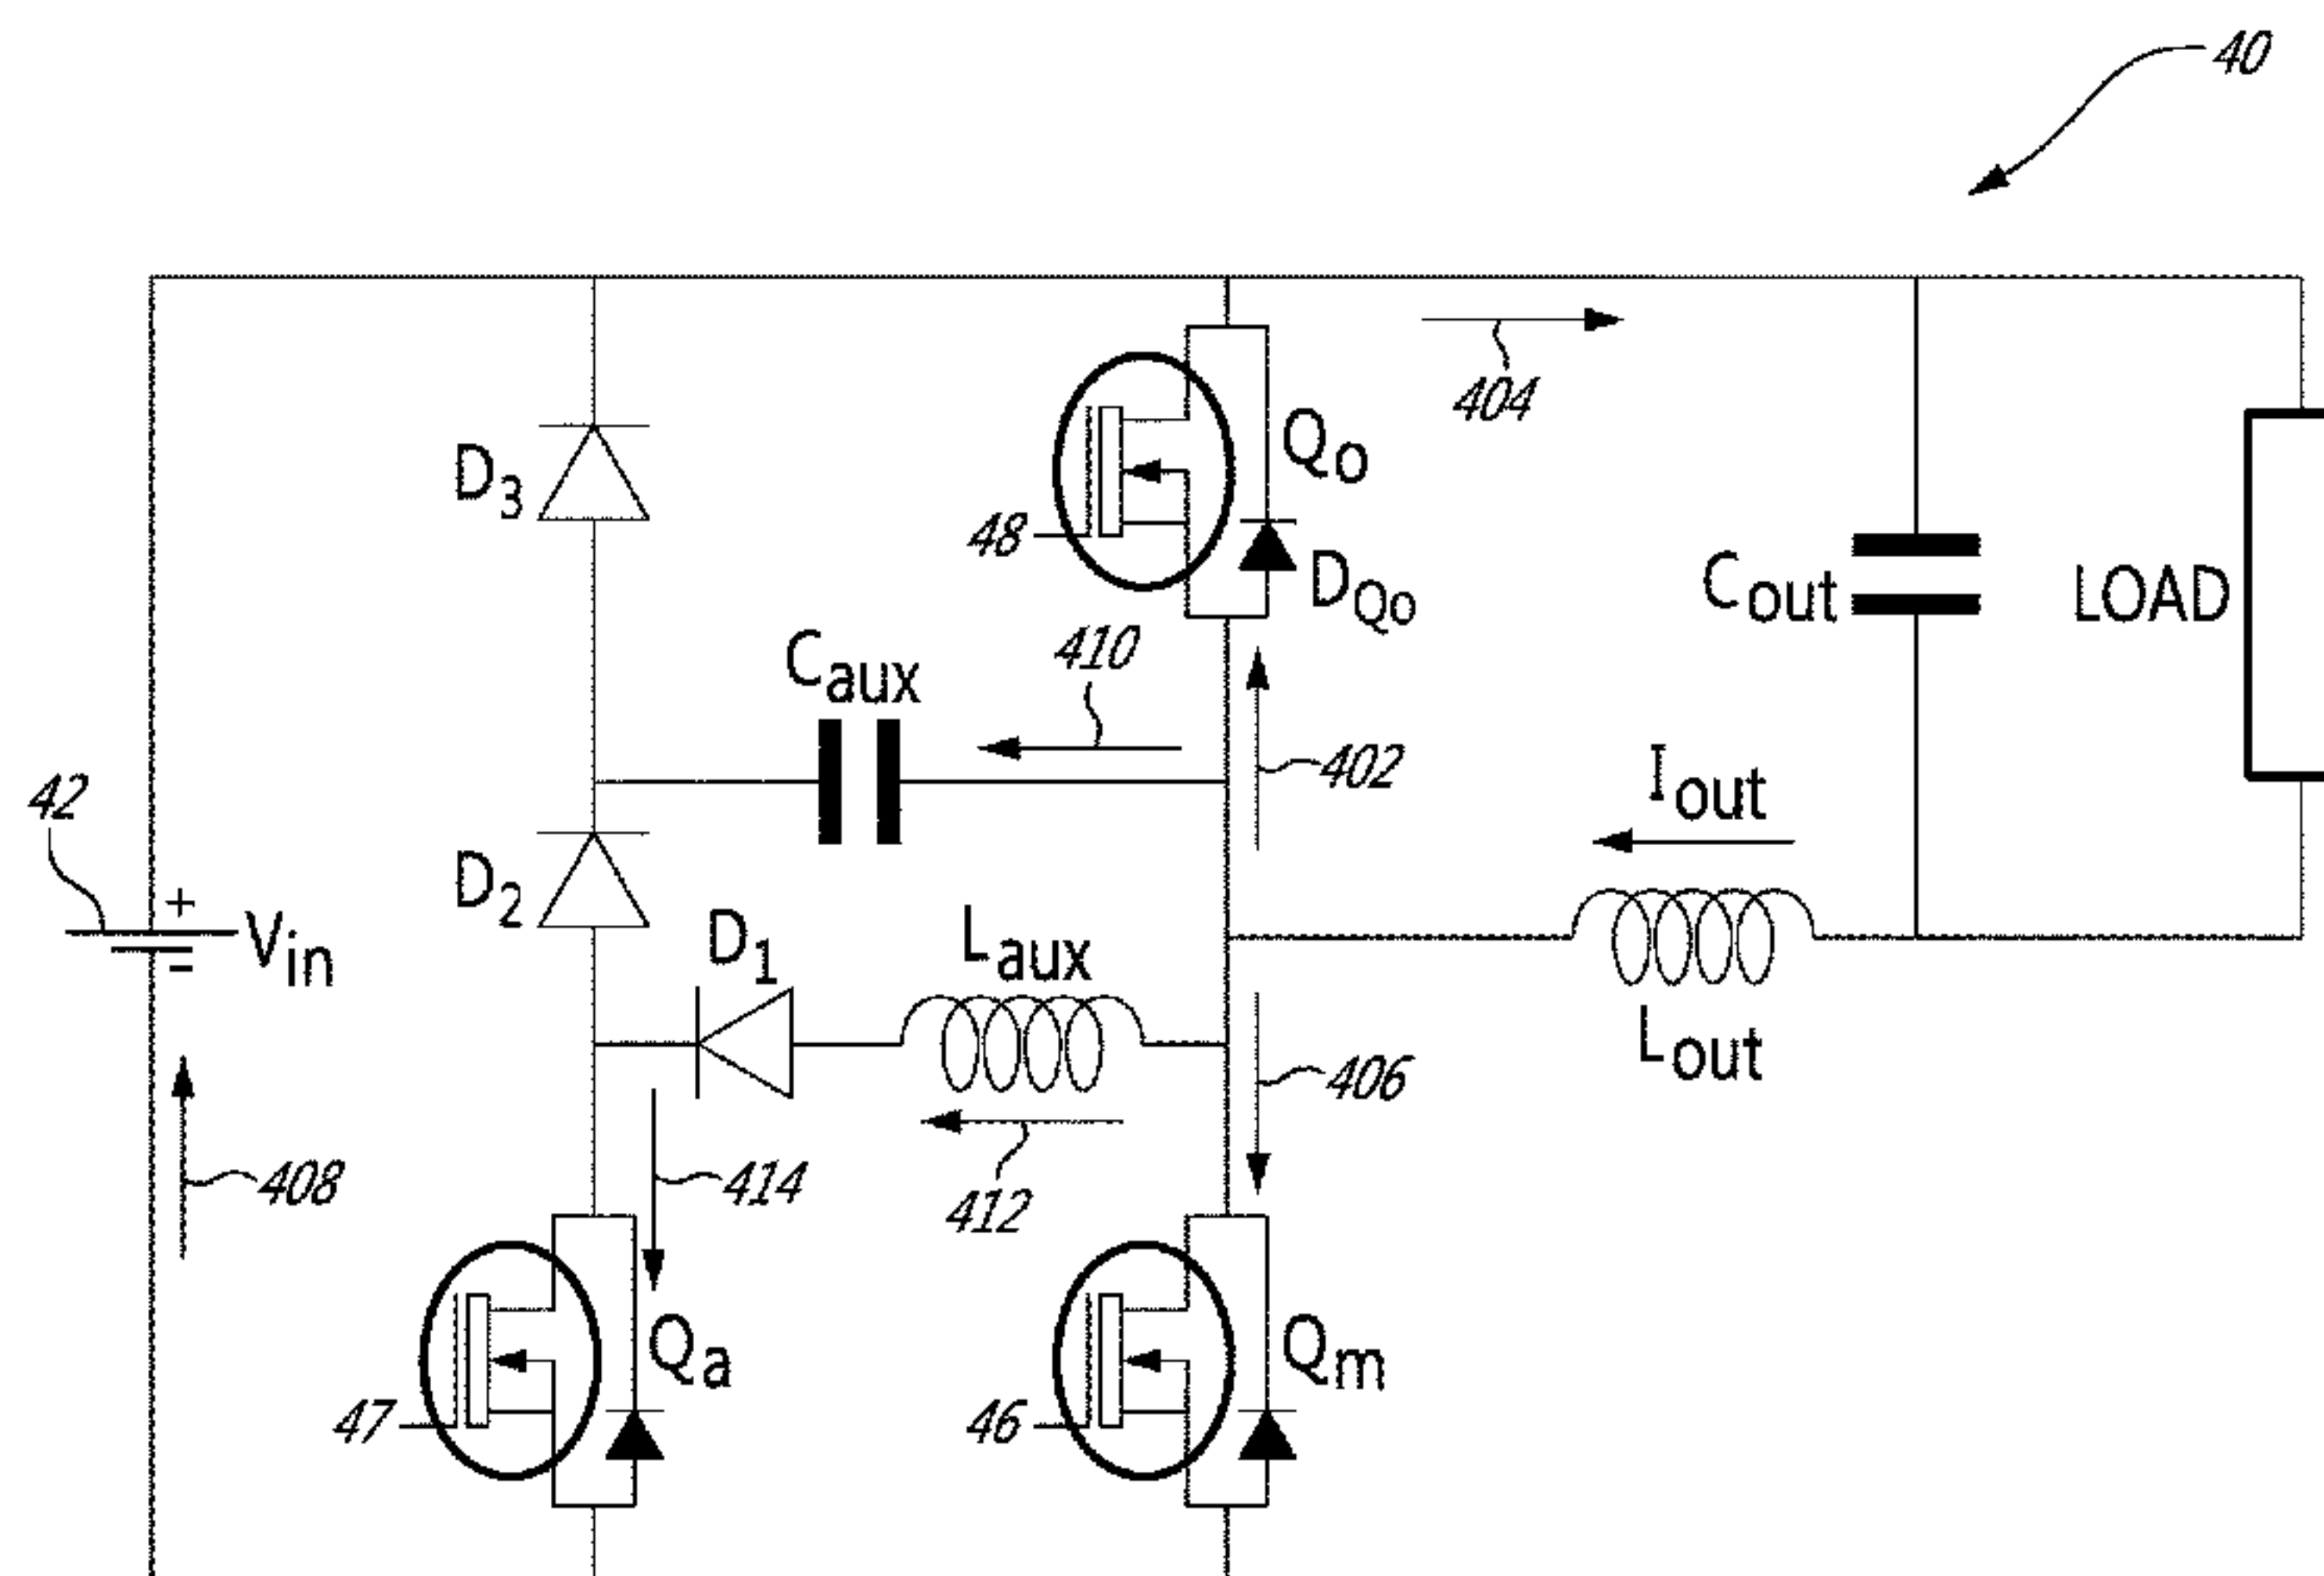 40
404
D3
Qo
48
DQo
Cout
LOAD
Caux
410
402
Iout
42
+
Vin
-
D2
D1
Laux
Lout
406
408
414
412
Qa
Qm
47
46